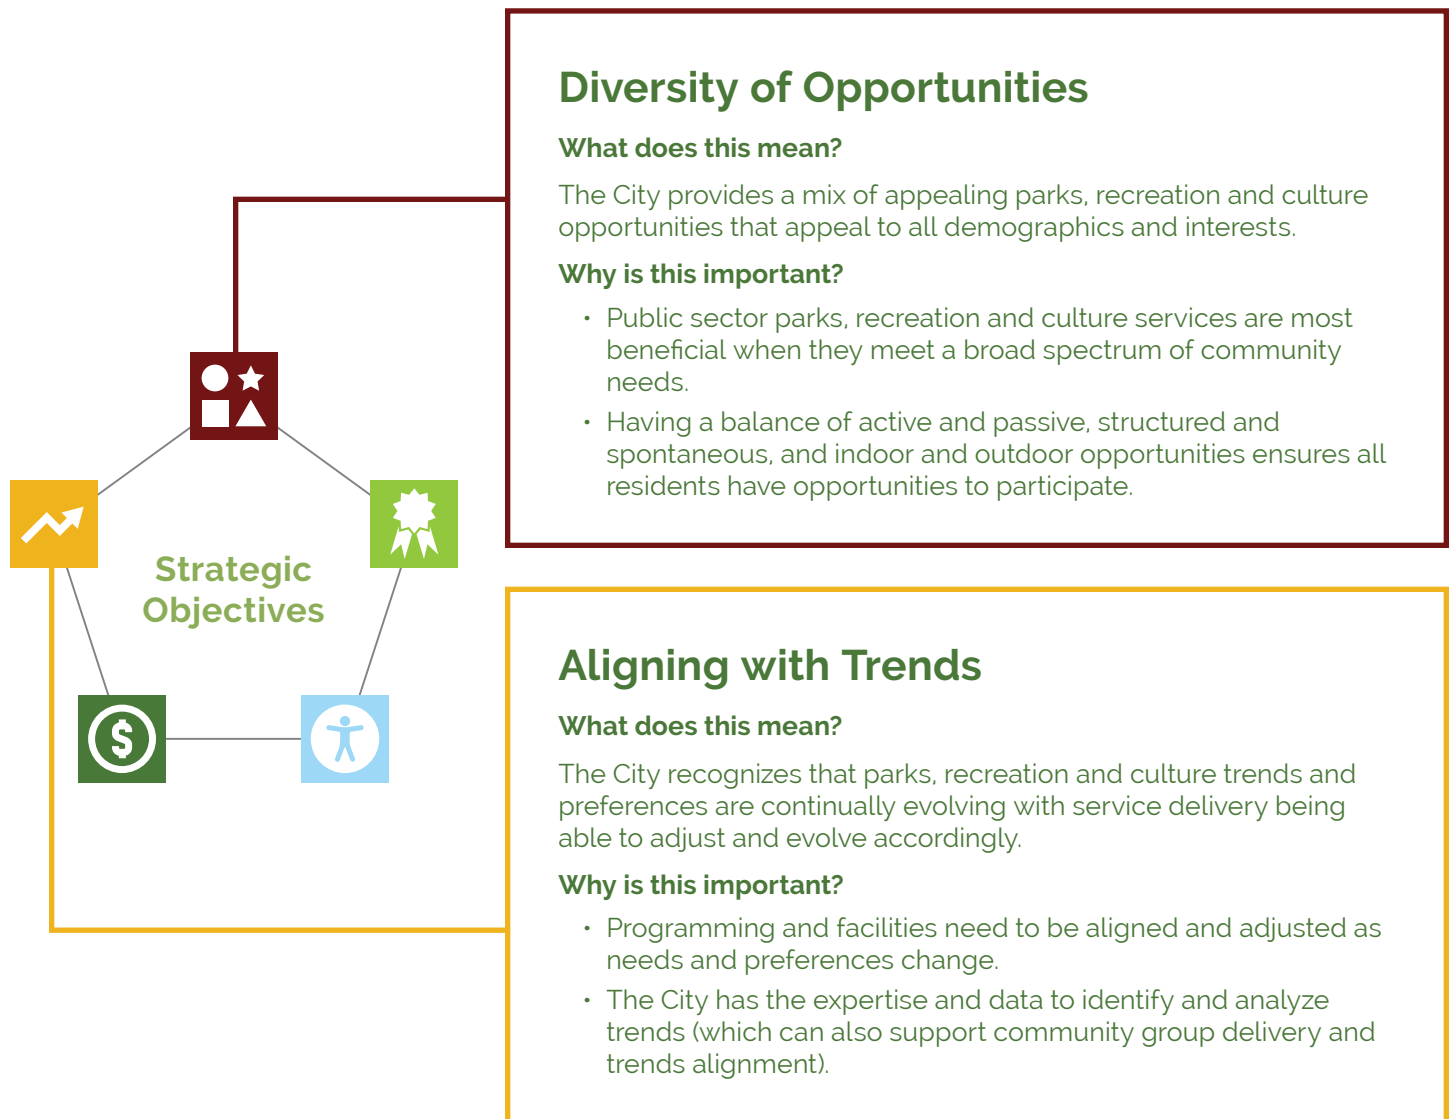 Diversity of Opportunities
What does this mean?
The City provides a mix of appealing parks, recreation and culture
opportunities that appeal to all demographics and interests.
Why is this important?
• Public sector parks, recreation and culture services are most
beneficial when they meet a broad spectrum of community
needs.
• Having a balance of active and passive, structured and
spontaneous, and indoor and outdoor opportunities ensures all
residents have opportunities to participate.
Strategic
Objectives
$
Aligning with Trends
What does this mean?
The City recognizes that parks, recreation and culture trends and
preferences are continually evolving with service delivery being
able to adjust and evolve accordingly.
Why is this important?
• Programming and facilities need to be aligned and adjusted as
needs and preferences change.
• The City has the expertise and data to identify and analyze
trends (which can also support community group delivery and
trends alignment).